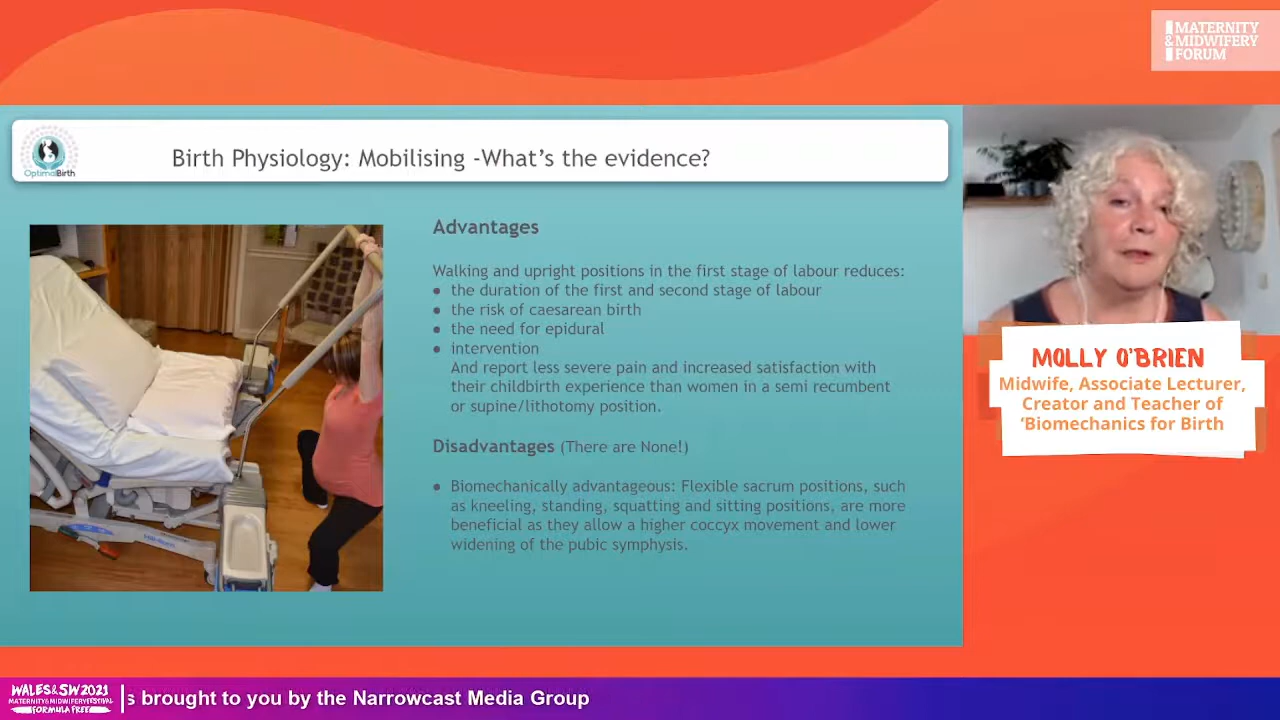 MATERNITY
&MIDWIFERY
FORUM
OptimalBirth
Birth Physiology: Mobilising -What's the evidence?
Advantages
Walking and upright positions in the first stage of labour reduces:
● the duration of the first and second stage of labour
● the risk of caesarean birth
● the need for epidural
● intervention
And report less severe pain and increased satisfaction with
their childbirth experience than women in a semi recumbent
or supine/lithotomy position.
Disadvantages (There are None!)
● Biomechanically advantageous: Flexible sacrum positions, such
as kneeling, standing, squatting and sitting positions, are more
beneficial as they allow a higher coccyx movement and lower
widening of the pubic symphysis.
MOLLY O'BRIEN
Midwife, Associate Lecturer,
Creator and Teacher of
‘Biomechanics for Birth
WALES&SW2021
MATERNITY&MIDWIFERYFESTIVAL
FORMULA FREE
s brought to you by the Narrowcast Media Group